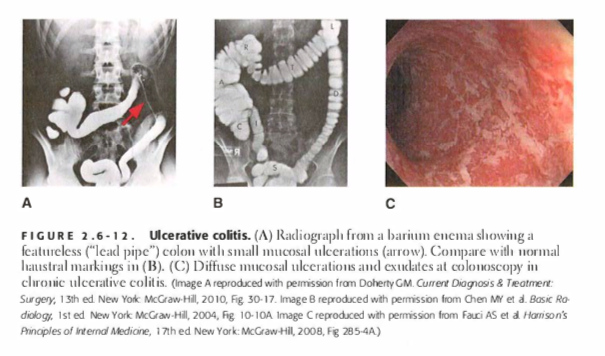 A
B
C
FIGURE 2.6-12. Ulcerative colitis. (A) Radiograph from a barium enema showing a
featureless ("lead pipe") colon with small mucosal ulcerations (arrow). Compare with normal
haustral markings in (B). (C) Diffuse mucosal ulcerations and exudates at colonoscopy in
chronic ulcerative colitis. (Image A reproduced with permission from Doherty GM. Current Diagnosis & Treatment:
Surgery, 13th ed. New York: McGraw-Hill, 2010, Fig. 30-17. Image B reproduced with permission from Chen MY et al. Basic Ra-
diology, 1st ed. New York: McGraw-Hill, 2004, Fig. 10-10A. Image C reproduced with permission from Fauci AS et al. Harrison's
Principles of Internal Medicine, 17th ed. New York: McGraw-Hill, 2008, Fig 285-4A.)